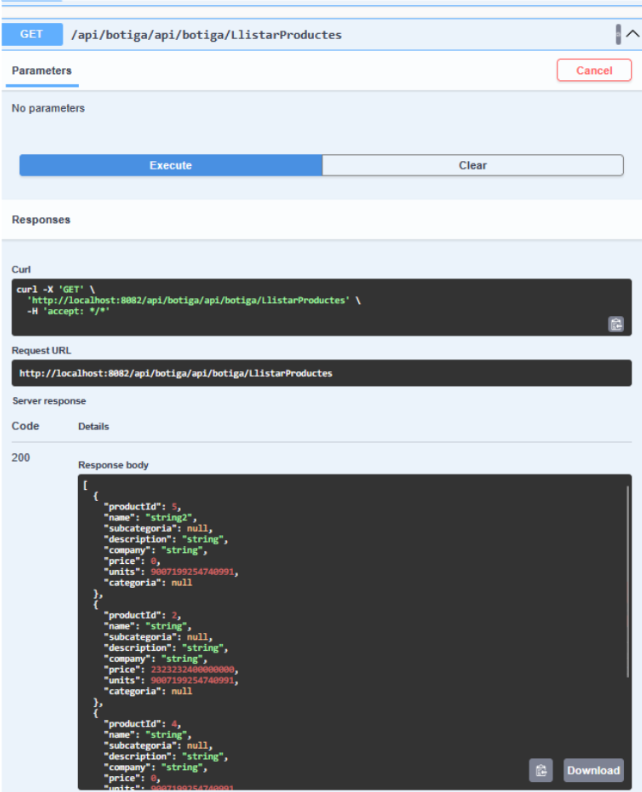 GET /api/botiga/api/botiga/LlistarProductes
Parameters
Cancel
No parameters
Execute
Clear
Responses
Curl
curl -X 'GET' \
'http://localhost:8082/api/botiga/api/botiga/LlistarProductes' \
-H 'accept: */*'
Request URL
http://localhost:8082/api/botiga/api/botiga/LlistarProductes
Server response
Code Details
200
Response body
[
{
"productId": 5,
"name": "string2",
"subcategoria": null,
"description": "string",
"company": "string",
"price": 0,
"units": 9007199254740991,
"categoria": null
},
{
"productId": 2,
"name": "string",
"subcategoria": null,
"description": "string",
"company": "string",
"price": 2323232400000000,
"units": 9007199254740991,
"categoria": null
},
{
"productId": 4,
"name": "string",
"subcategoria": null,
"description": "string",
"company": "string",
"price": 0,
"units": 9007199254740991
Download